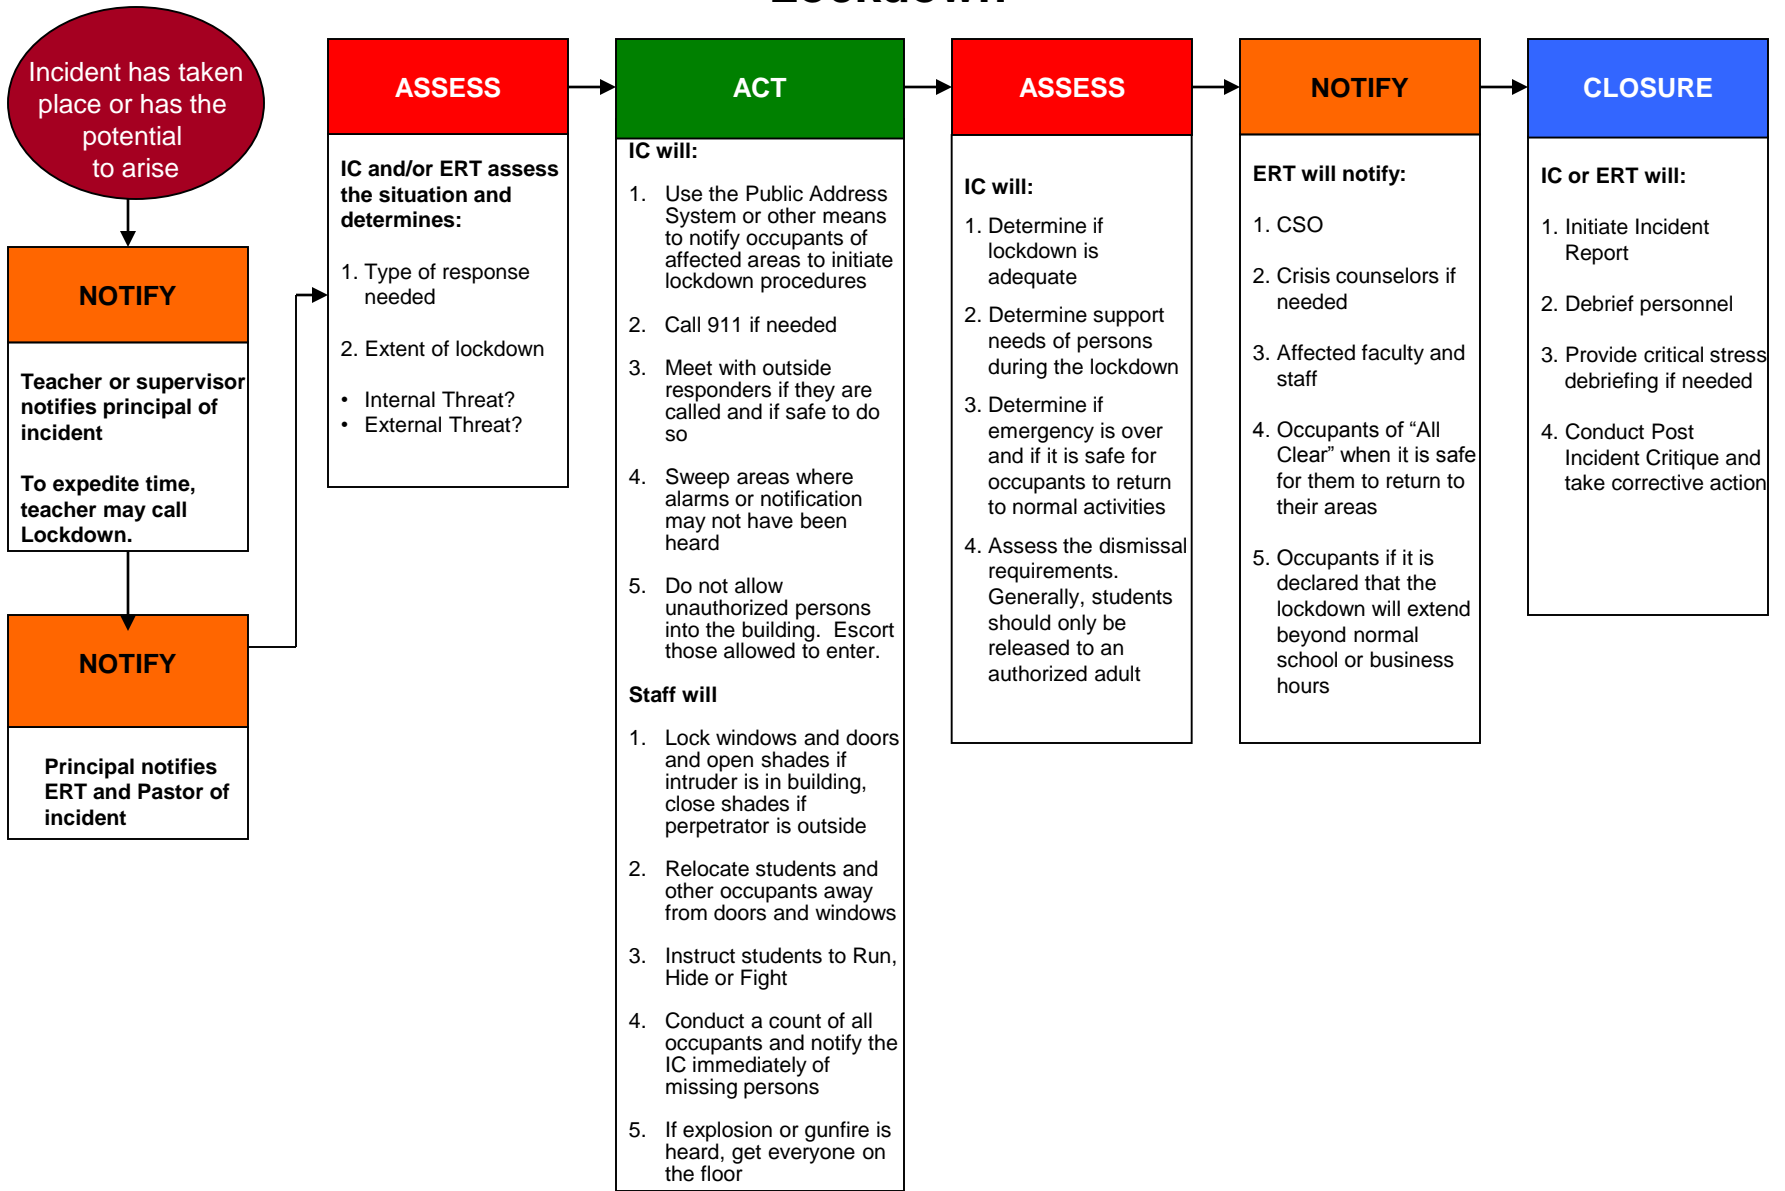 Lockdown
Incident has taken
place or has the
potential
to arise
NOTIFY
Teacher or supervisor
notifies principal of
incident
To expedite time,
teacher may call
Lockdown.
NOTIFY
Principal notifies
ERT and Pastor of
incident
ASSESS
IC and/or ERT assess
the situation and
determines:
1. Type of response
needed
2. Extent of lockdown
• Internal Threat?
• External Threat?
ACT
IC will:
1. Use the Public Address
System or other means
to notify occupants of
affected areas to initiate
lockdown procedures
2. Call 911 if needed
3. Meet with outside
responders if they are
called and if safe to do
so
4. Sweep areas where
alarms or notification
may not have been
heard
5. Do not allow
unauthorized persons
into the building. Escort
those allowed to enter.
Staff will
1. Lock windows and doors
and open shades if
intruder is in building,
close shades if
perpetrator is outside
2. Relocate students and
other occupants away
from doors and windows
3. Instruct students to Run,
Hide or Fight
4. Conduct a count of all
occupants and notify the
IC immediately of
missing persons
5. If explosion or gunfire is
heard, get everyone on
the floor
ASSESS
IC will:
1. Determine if
lockdown is
adequate
2. Determine support
needs of persons
during the lockdown
3. Determine if
emergency is over
and if it is safe for
occupants to return
to normal activities
4. Assess the dismissal
requirements.
Generally, students
should only be
released to an
authorized adult
NOTIFY
ERT will notify:
1. CSO
2. Crisis counselors if
needed
3. Affected faculty and
staff
4. Occupants of “All
Clear” when it is safe
for them to return to
their areas
5. Occupants if it is
declared that the
lockdown will extend
beyond normal
school or business
hours
CLOSURE
IC or ERT will:
1. Initiate Incident
Report
2. Debrief personnel
3. Provide critical stress
debriefing if needed
4. Conduct Post
Incident Critique and
take corrective action